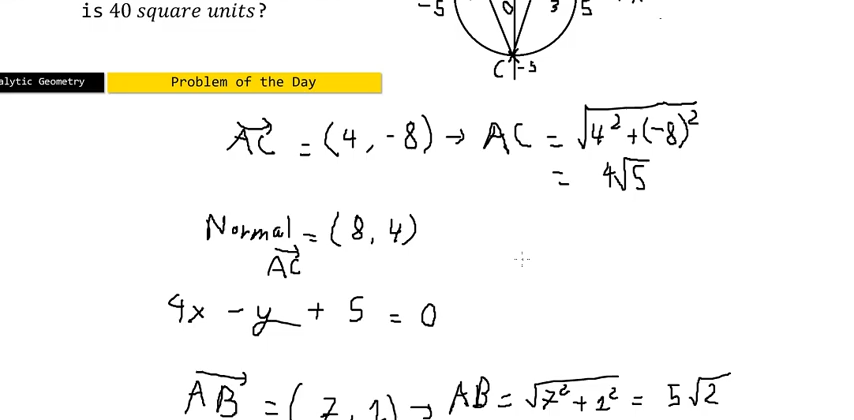 is 40 square units?
-5 0 3 5
C -5
alytic Geometry
Problem of the Day
AC = (4, -8) → AC = √4² + (-8)²
= 4√5
Normal = (8, 4)
AC
4x - y + 5 = 0
AB = ( 7, 1) → AB = √7² + 1² = 5√2